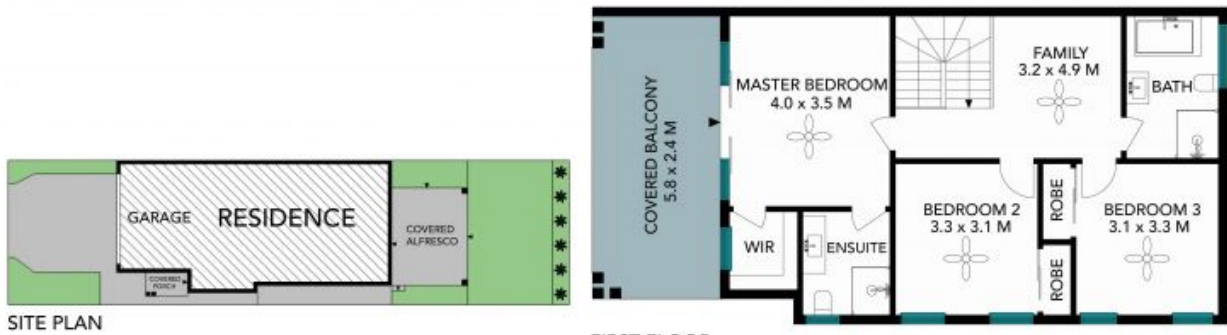 GARAGE
RESIDENCE
COVERED
ALFRESCO
COVERED
PORCH
SITE PLAN
COVERED BALCONY
5.8 x 2.4 M
MASTER BEDROOM
4.0 x 3.5 M
FAMILY
3.2 x 4.9 M
BATH
WIR
ENSUITE
BEDROOM 2
3.3 x 3.1 M
ROBE
ROBE
BEDROOM 3
3.1 x 3.3 M